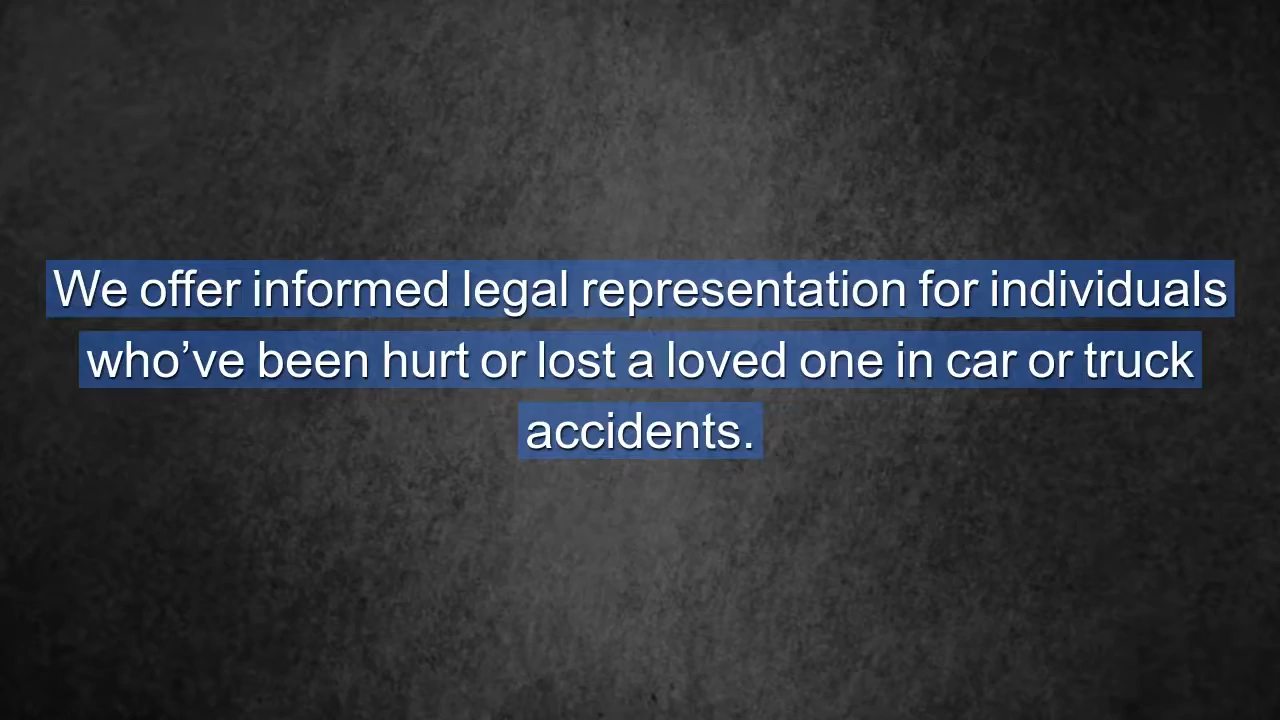 We offer informed legal representation for individuals
who’ve been hurt or lost a loved one in car or truck
accidents.